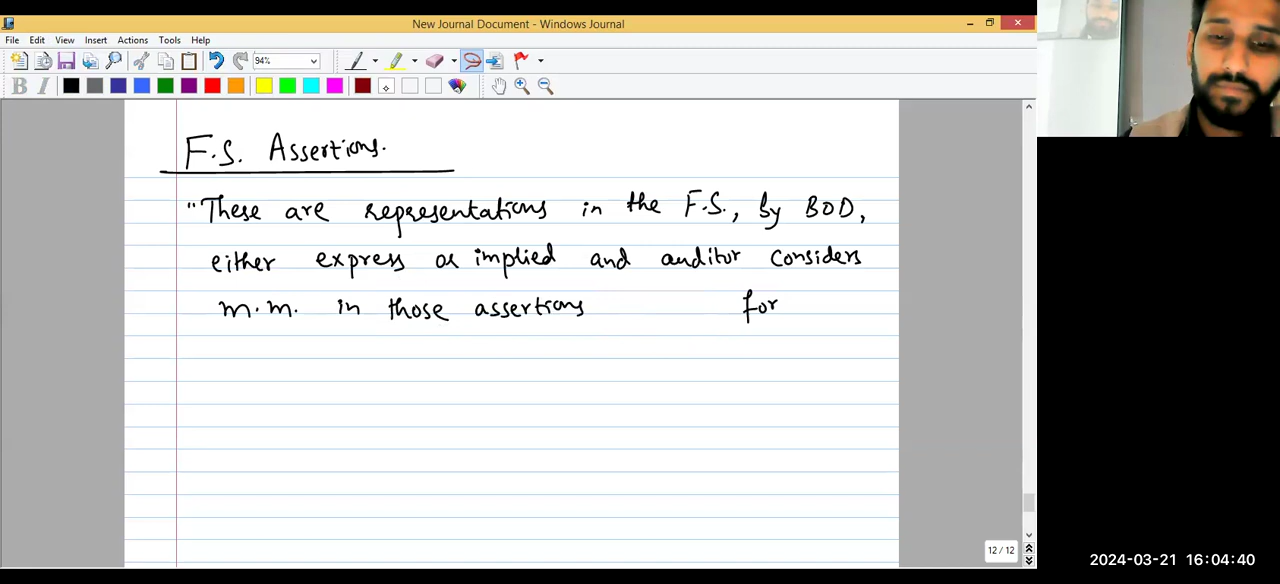 New Journal Document - Windows Journal
File Edit View Insert Actions Tools Help
94%
B I
F.S. Assertions.
"These are representations in the F.S., by BOD,
either express or implied and auditor considers
m.m. in those assertions for
12 / 12
2024-03-21 16:04:40